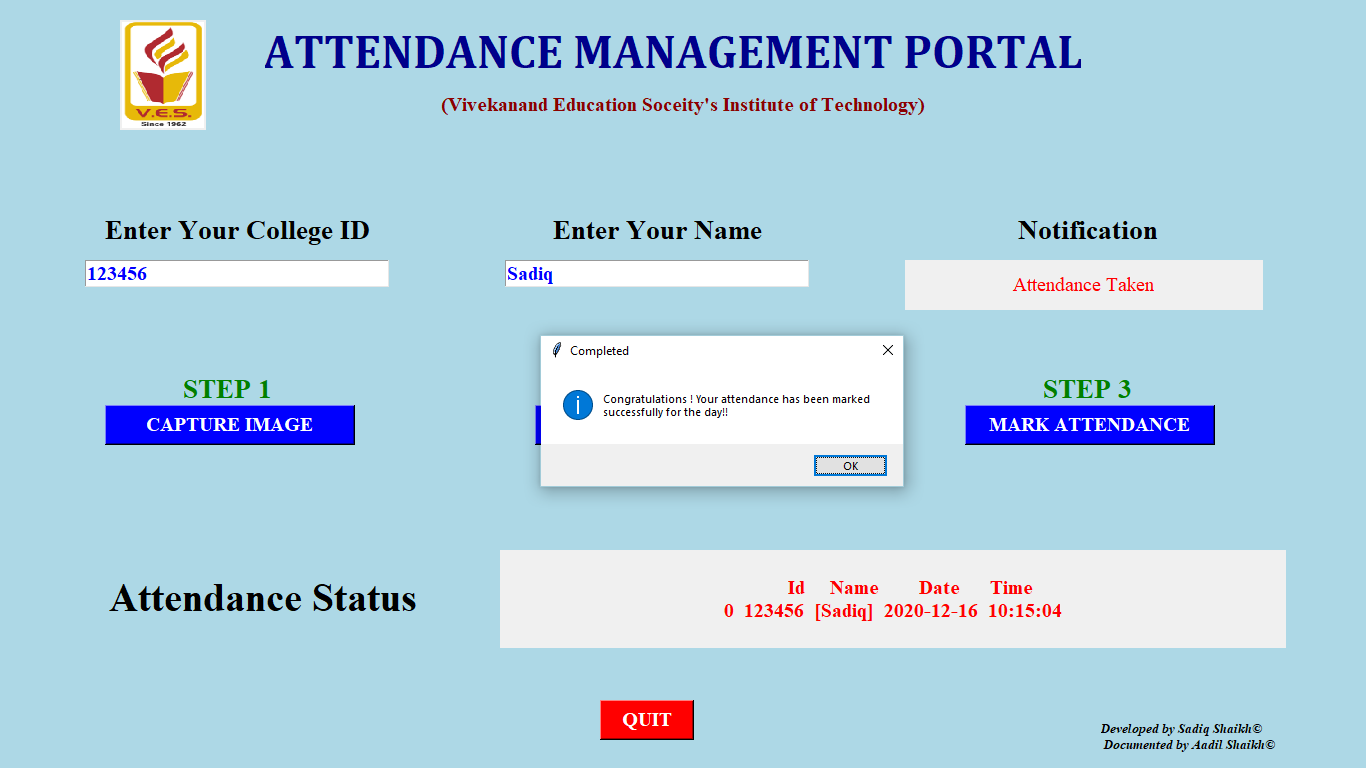 V.E.S.
Since 1962
ATTENDANCE MANAGEMENT PORTAL
(Vivekanand Education Soceity's Institute of Technology)
Enter Your College ID
Enter Your Name
Notification
123456
Sadiq
Attendance Taken
Completed
Congratulations ! Your attendance has been marked
successfully for the day!!
OK
STEP 1
STEP 3
CAPTURE IMAGE
MARK ATTENDANCE
Attendance Status
Id Name Date Time
0 123456 [Sadiq] 2020-12-16 10:15:04
QUIT
Developed by Sadiq Shaikh©
Documented by Aadil Shaikh©